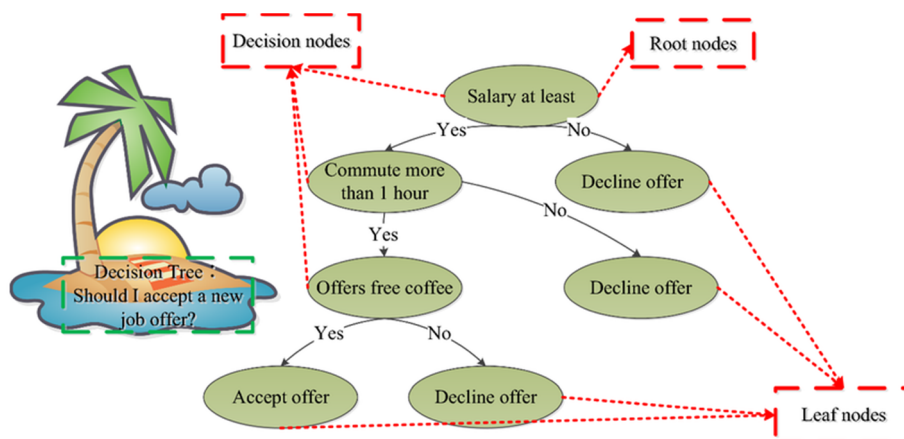 Decision nodes
Root nodes
Salary at least
Yes
No
Commute more
than 1 hour
Decline offer
No
Yes
Decision Tree：
Should I accept a new
job offer?
Offers free coffee
Decline offer
Yes
No
Accept offer
Decline offer
Leaf nodes